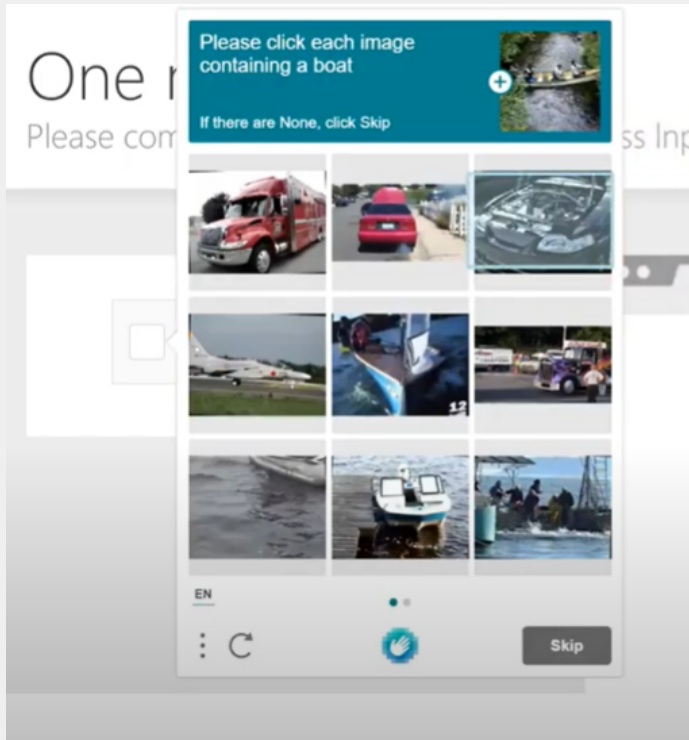 One
Please com
ss Inp
Please click each image
containing a boat
If there are None, click Skip
12
EN
Skip